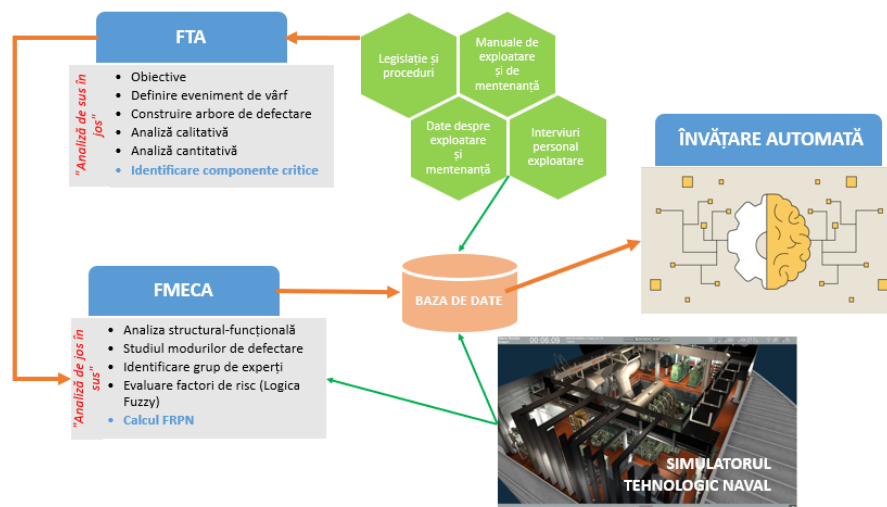 FTA
"Analiză de sus în
jos"
• Obiective
• Definire eveniment de vârf
• Construire arbore de defectare
• Analiză calitativă
• Analiză cantitativă
• Identificare componente critice
Legislație și
proceduri
Manuale de
exploatare
și de
mentenanță
Date despre
exploatare
și
mentenanță
Interviuri
personal
exploatare
ÎNVĂȚARE AUTOMATĂ
FMECA
"Analiză de jos în
sus"
• Analiza structural-funcțională
• Studiul modurilor de defectare
• Identificare grup de experți
• Evaluare factori de risc (Logica
Fuzzy)
• Calcul FRPN
BAZA DE DATE
00:06:09
SIMULATORUL
TEHNOLOGIC NAVAL